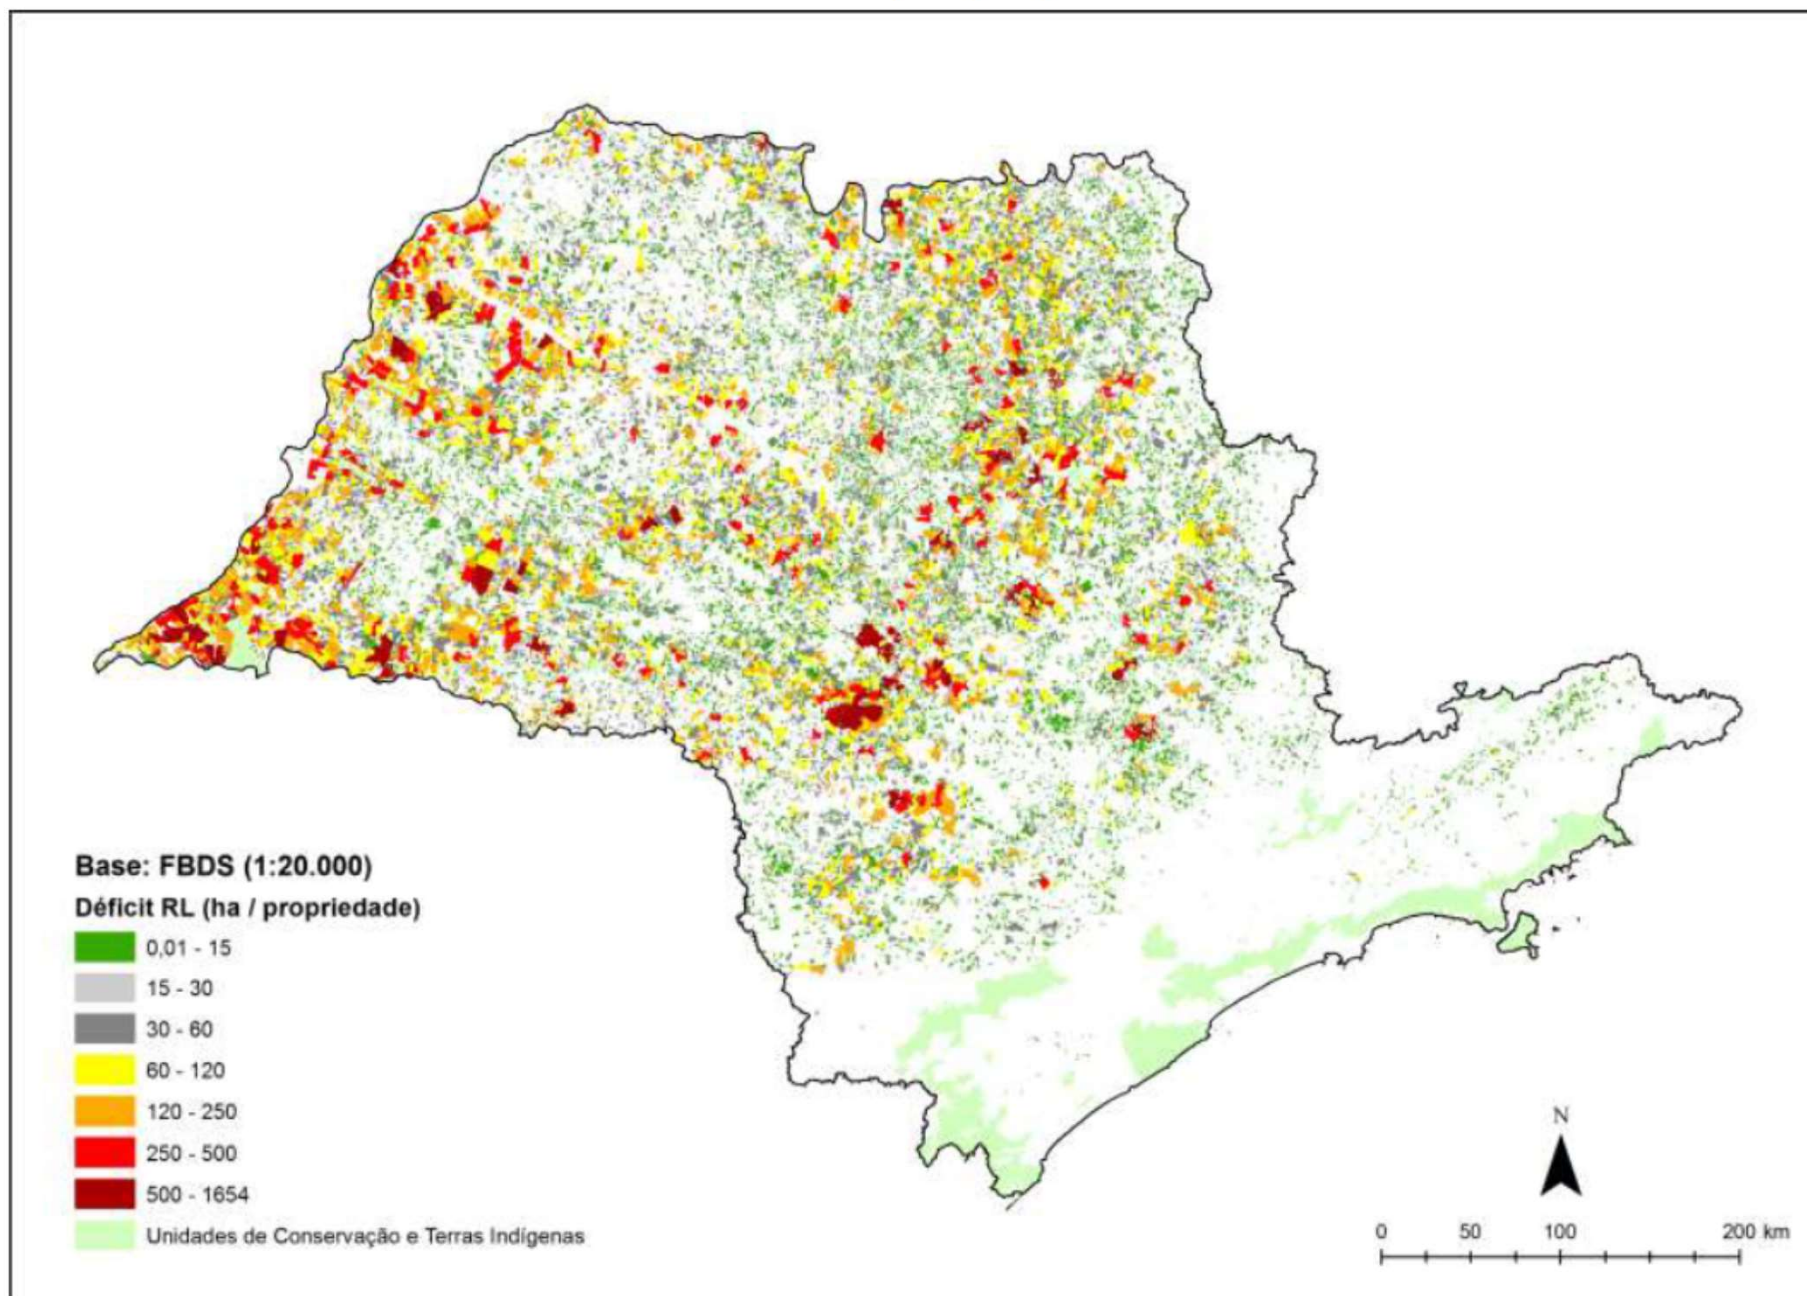 Base: FBDS (1:20.000)
Déficit RL (ha / propriedade)
0,01 - 15
15 - 30
30 - 60
60 - 120
120 - 250
250 - 500
500 - 1654
Unidades de Conservação e Terras Indígenas
N
0 50 100 200 km